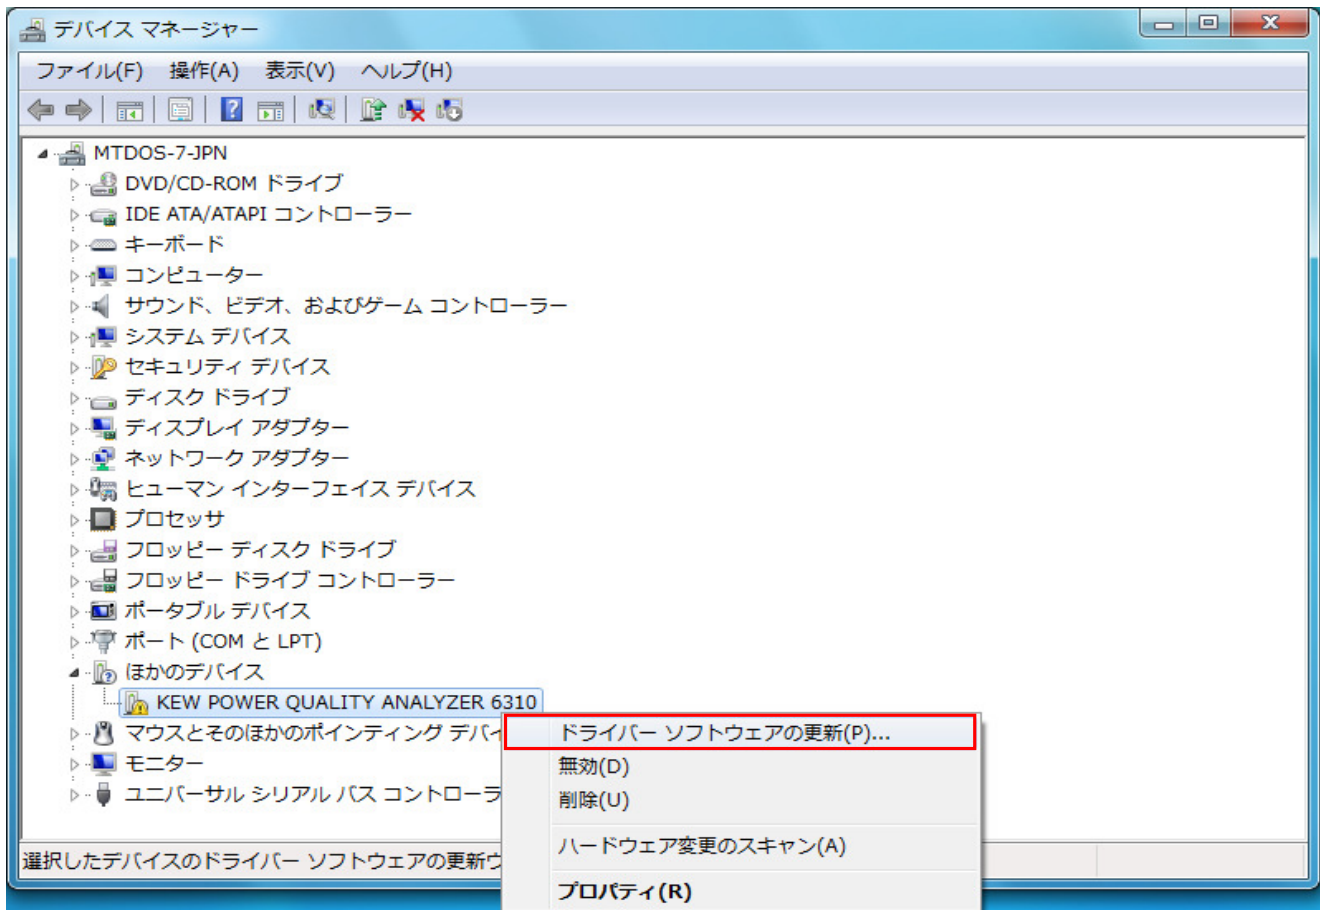 デバイス マネージャー
ファイル(F) 操作(A) 表示(V) ヘルプ(H)
MTDOS-7-JPN
DVD/CD-ROM ドライブ
IDE ATA/ATAPI コントローラー
キーボード
コンピューター
サウンド、ビデオ、およびゲーム コントローラー
システム デバイス
セキュリティ デバイス
ディスク ドライブ
ディスプレイ アダプター
ネットワーク アダプター
ヒューマン インターフェイス デバイス
プロセッサ
フロッピー ディスク ドライブ
フロッピー ドライブ コントローラー
ポータブル デバイス
ポート (COM と LPT)
ほかのデバイス
KEW POWER QUALITY ANALYZER 6310
マウスとそのほかのポインティング デバイ
モニター
ユニバーサル シリアル バス コントローラ
ドライバー ソフトウェアの更新(P)...
無効(D)
削除(U)
ハードウェア変更のスキャン(A)
プロパティ(R)
選択したデバイスのドライバー ソフトウェアの更新ウ